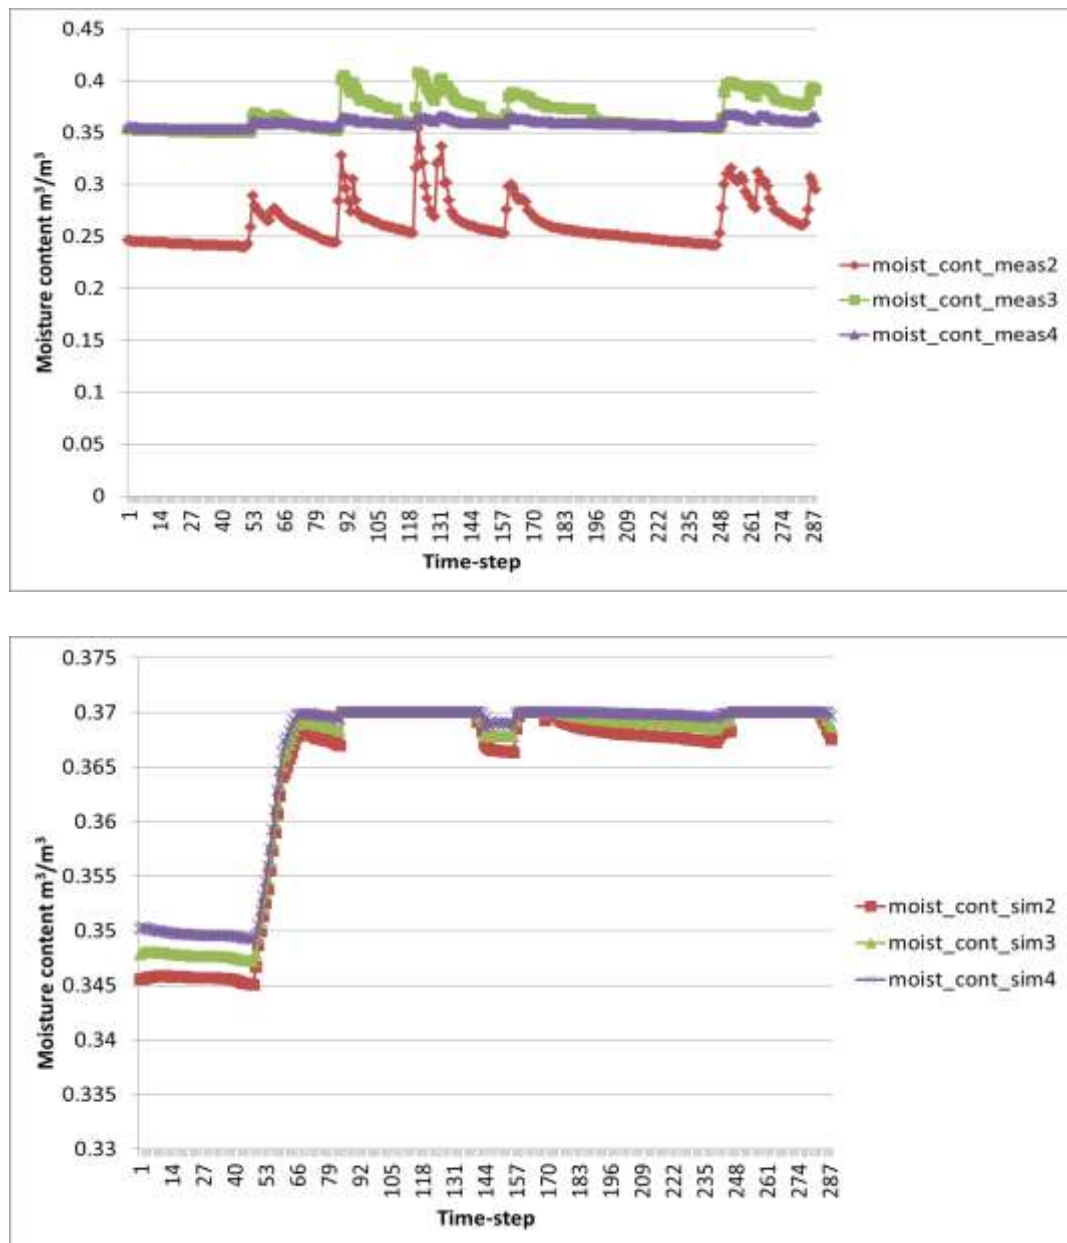 0.45
0.4
0.35
0.3
0.25
0.2
0.15
0.1
0.05
0
Moisture content m³/m³
1 14 27 40 53 66 79 92 105 118 131 144 157 170 183 196 209 222 235 248 261 274 287
Time-step
moist_cont_meas2
moist_cont_meas3
moist_cont_meas4
0.375
0.37
0.365
0.36
0.355
0.35
0.345
0.34
0.335
0.33
Moisture content m³/m³
1 14 27 40 53 66 79 92 105 118 131 144 157 170 183 196 209 222 235 248 261 274 287
Time-step
moist_cont_sim2
moist_cont_sim3
moist_cont_sim4